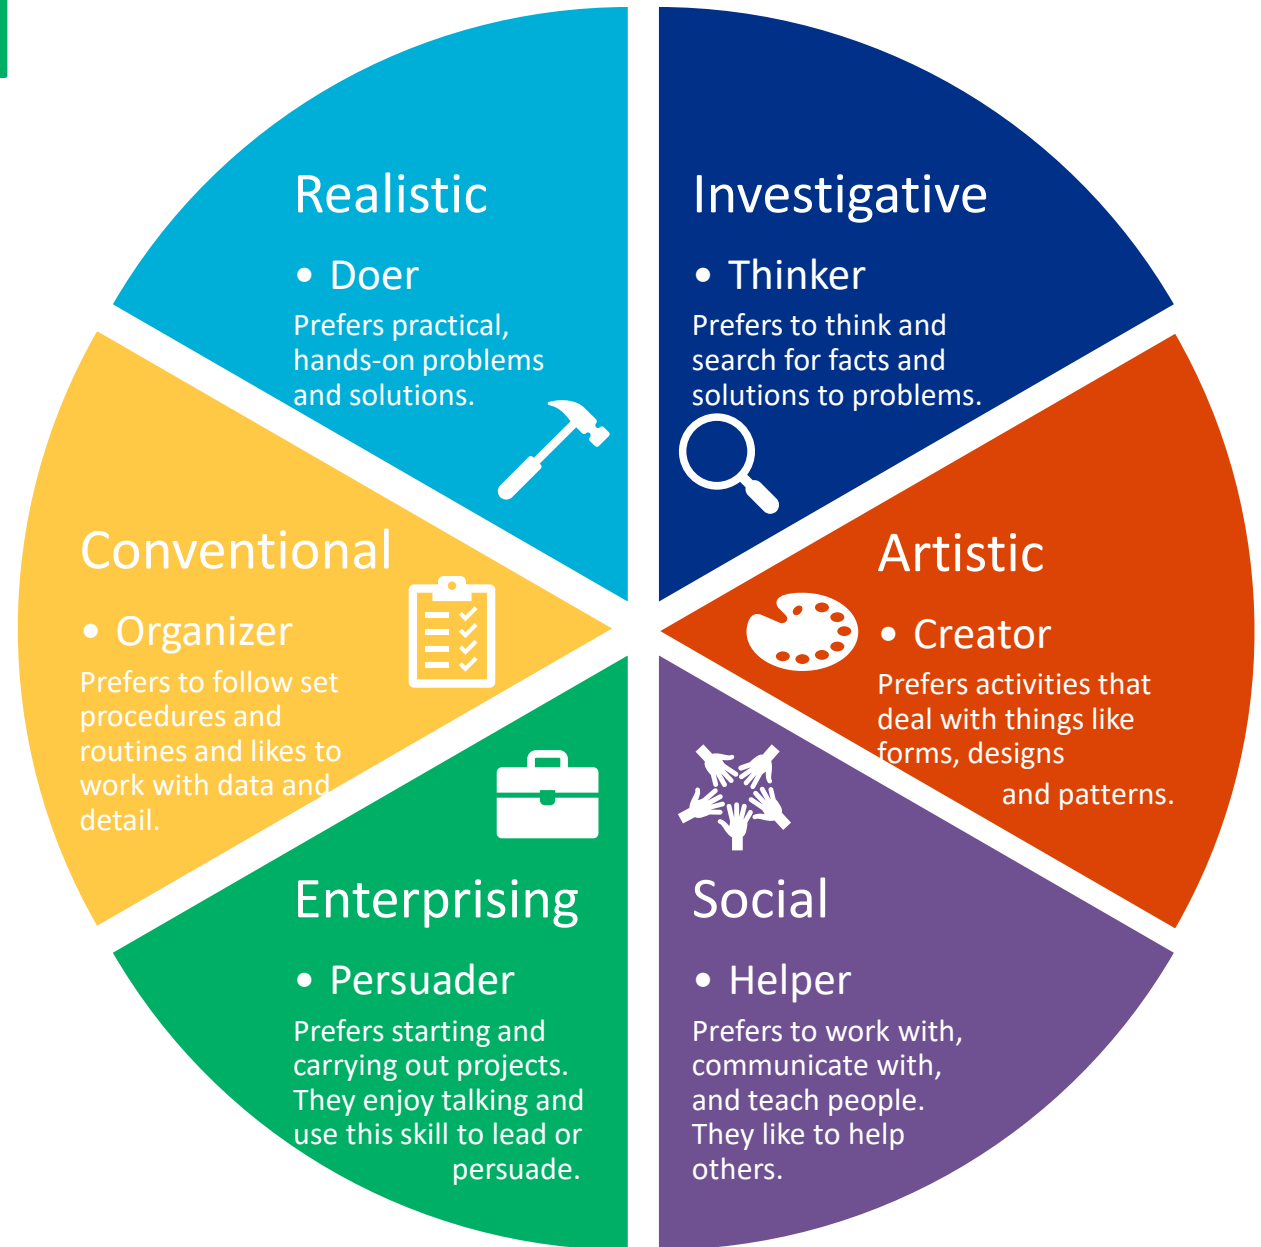 Realistic
• Doer
Prefers practical,
hands-on problems
and solutions.
Investigative
• Thinker
Prefers to think and
search for facts and
solutions to problems.
Conventional
• Organizer
Prefers to follow set
procedures and
routines and likes to
work with data and
detail.
Artistic
• Creator
Prefers activities that
deal with things like
forms, designs
and patterns.
Enterprising
• Persuader
Prefers starting and
carrying out projects.
They enjoy talking and
use this skill to lead or
persuade.
Social
• Helper
Prefers to work with,
communicate with,
and teach people.
They like to help
others.